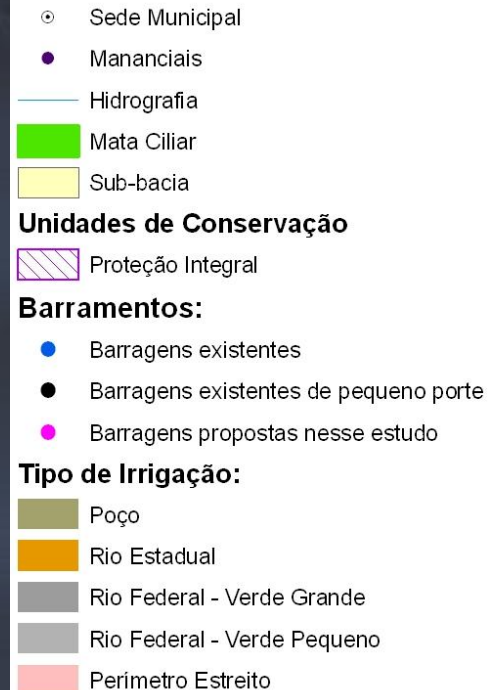 Sede Municipal
Mananciais
Hidrografia
Mata Ciliar
Sub-bacia
Unidades de Conservação
Proteção Integral
Barramentos:
Barragens existentes
Barragens existentes de pequeno porte
Barragens propostas nesse estudo
Tipo de Irrigação:
Poço
Rio Estadual
Rio Federal - Verde Grande
Rio Federal - Verde Pequeno
Perímetro Estreito